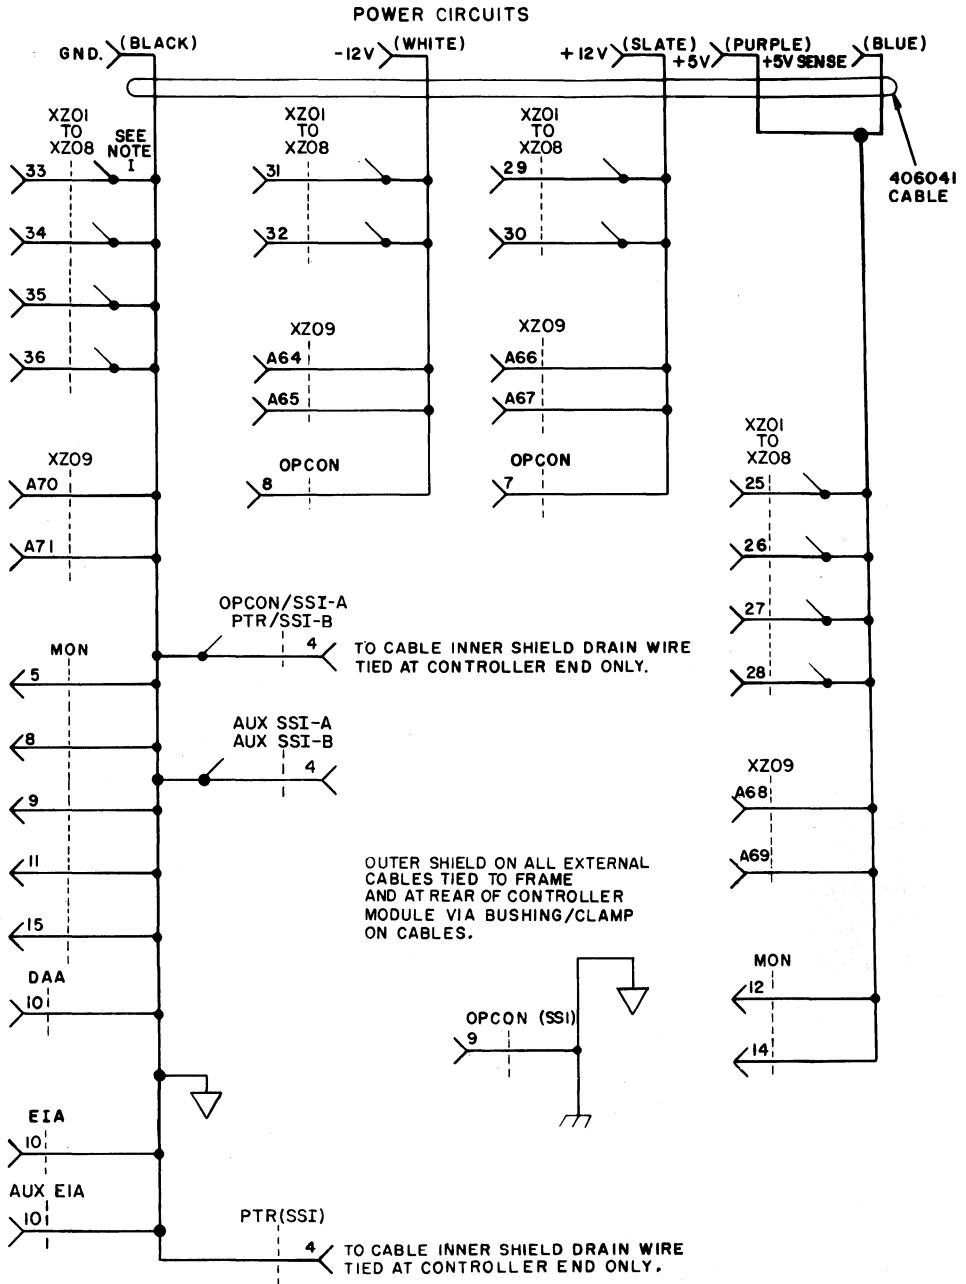 POWER CIRCUITS
GND. (BLACK)
-12V (WHITE)
+12V (SLATE)
+5V (PURPLE)
+5V SENSE (BLUE)
406041
CABLE
XZ01
TO
XZ08
SEE
NOTE
1
33
34
35
36
XZ09
A70
A71
MON
5
8
9
11
15
DAA
10
EIA
10
AUX EIA
10
XZ01
TO
XZ08
31
32
XZ09
A64
A65
OPCON
8
XZ01
TO
XZ08
29
30
XZ09
A66
A67
OPCON
7
OPCON/SSI-A
PTR/SSI-B
4
TO CABLE INNER SHIELD DRAIN WIRE
TIED AT CONTROLLER END ONLY.
AUX SSI-A
AUX SSI-B
4
OUTER SHIELD ON ALL EXTERNAL
CABLES TIED TO FRAME
AND AT REAR OF CONTROLLER
MODULE VIA BUSHING/CLAMP
ON CABLES.
OPCON (SSI)
9
PTR(SSI)
4
TO CABLE INNER SHIELD DRAIN WIRE
TIED AT CONTROLLER END ONLY.
XZ01
TO
XZ08
25
26
27
28
XZ09
A68
A69
MON
12
14